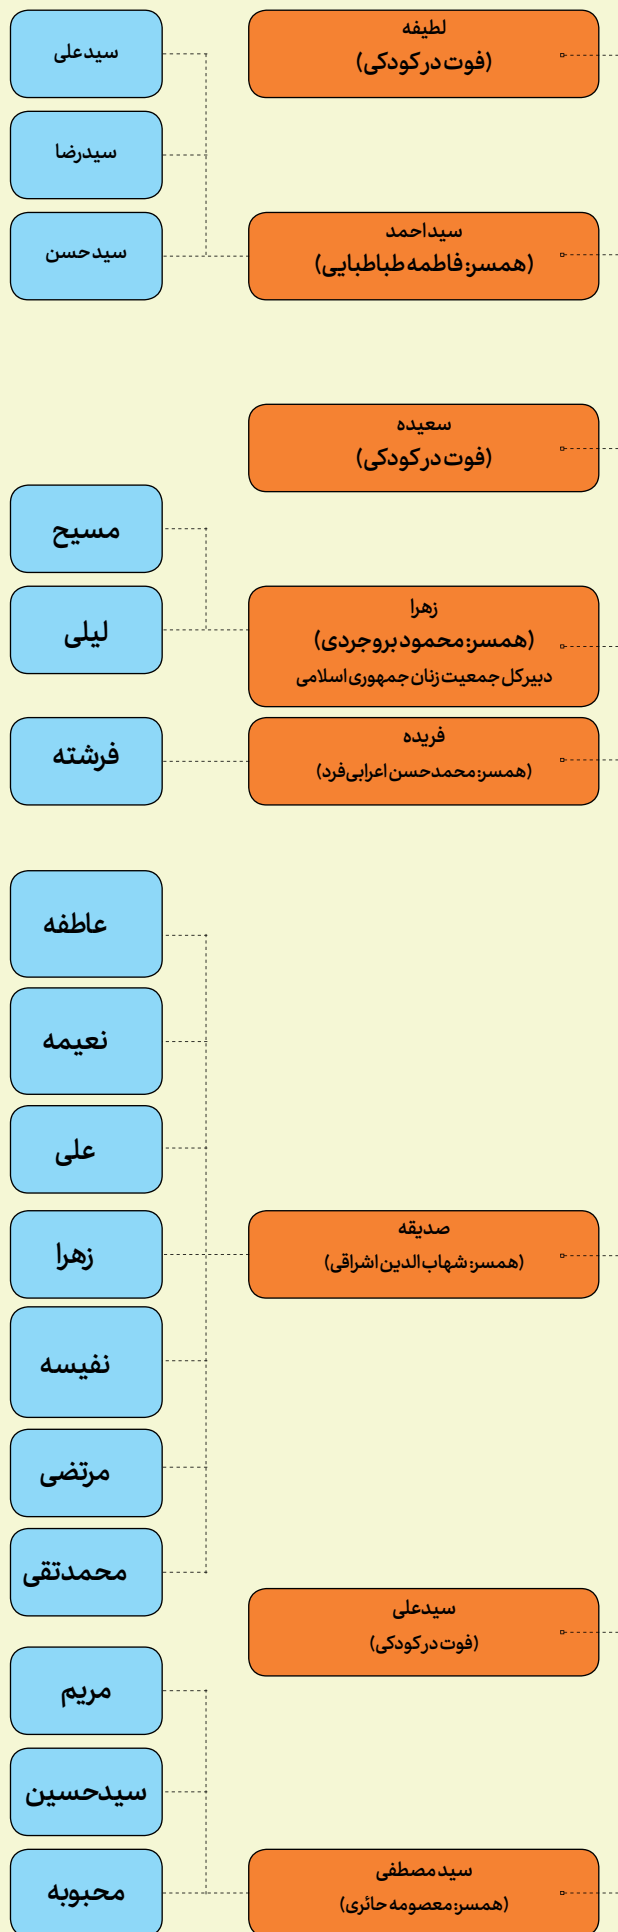 لطیفه
(فوت در کودکی)
سیدعلی
سیدرضا
سیداحمد
(همسر: فاطمه طباطبایی)
سیدحسن
سعیده
(فوت در کودکی)
مسیح
زهرا
(همسر: محمود بروجردی)
دبیرکل جمعیت زنان جمهوری اسلامی
لیلی
فریده
(همسر: محمدحسن اعرابی‌فرد)
فرشته
عاطفه
نعیمه
علی
صدیقه
(همسر: شهاب الدین اشراقی)
زهرا
نفیسه
مرتضی
محمدتقی
سیدعلی
(فوت در کودکی)
مریم
سیدحسین
سید مصطفی
(همسر: معصومه حائری)
محبوبه